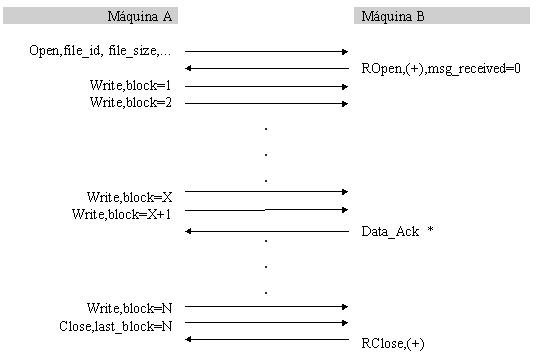 Máquina A Máquina B
Open,file_id, file_size,...
ROpen,(+),msg_received=0
Write,block=1
Write,block=2
Write,block=X
Write,block=X+1
Data_Ack *
Write,block=N
Close,last_block=N
RClose,(+)